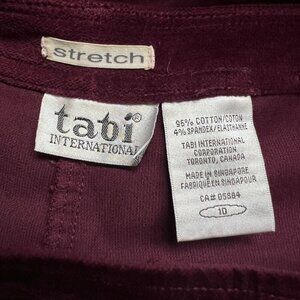 stretch
tabi®
INTERNATIONAL
96% COTTON/COTON
4% SPANDEX/ELASTHANNE
TABI INTERNATIONAL
CORPORATION
TORONTO, CANADA
MADE IN SINGAPORE
FABRIQUÉ EN SINGAPOUR
CA# 05884
10